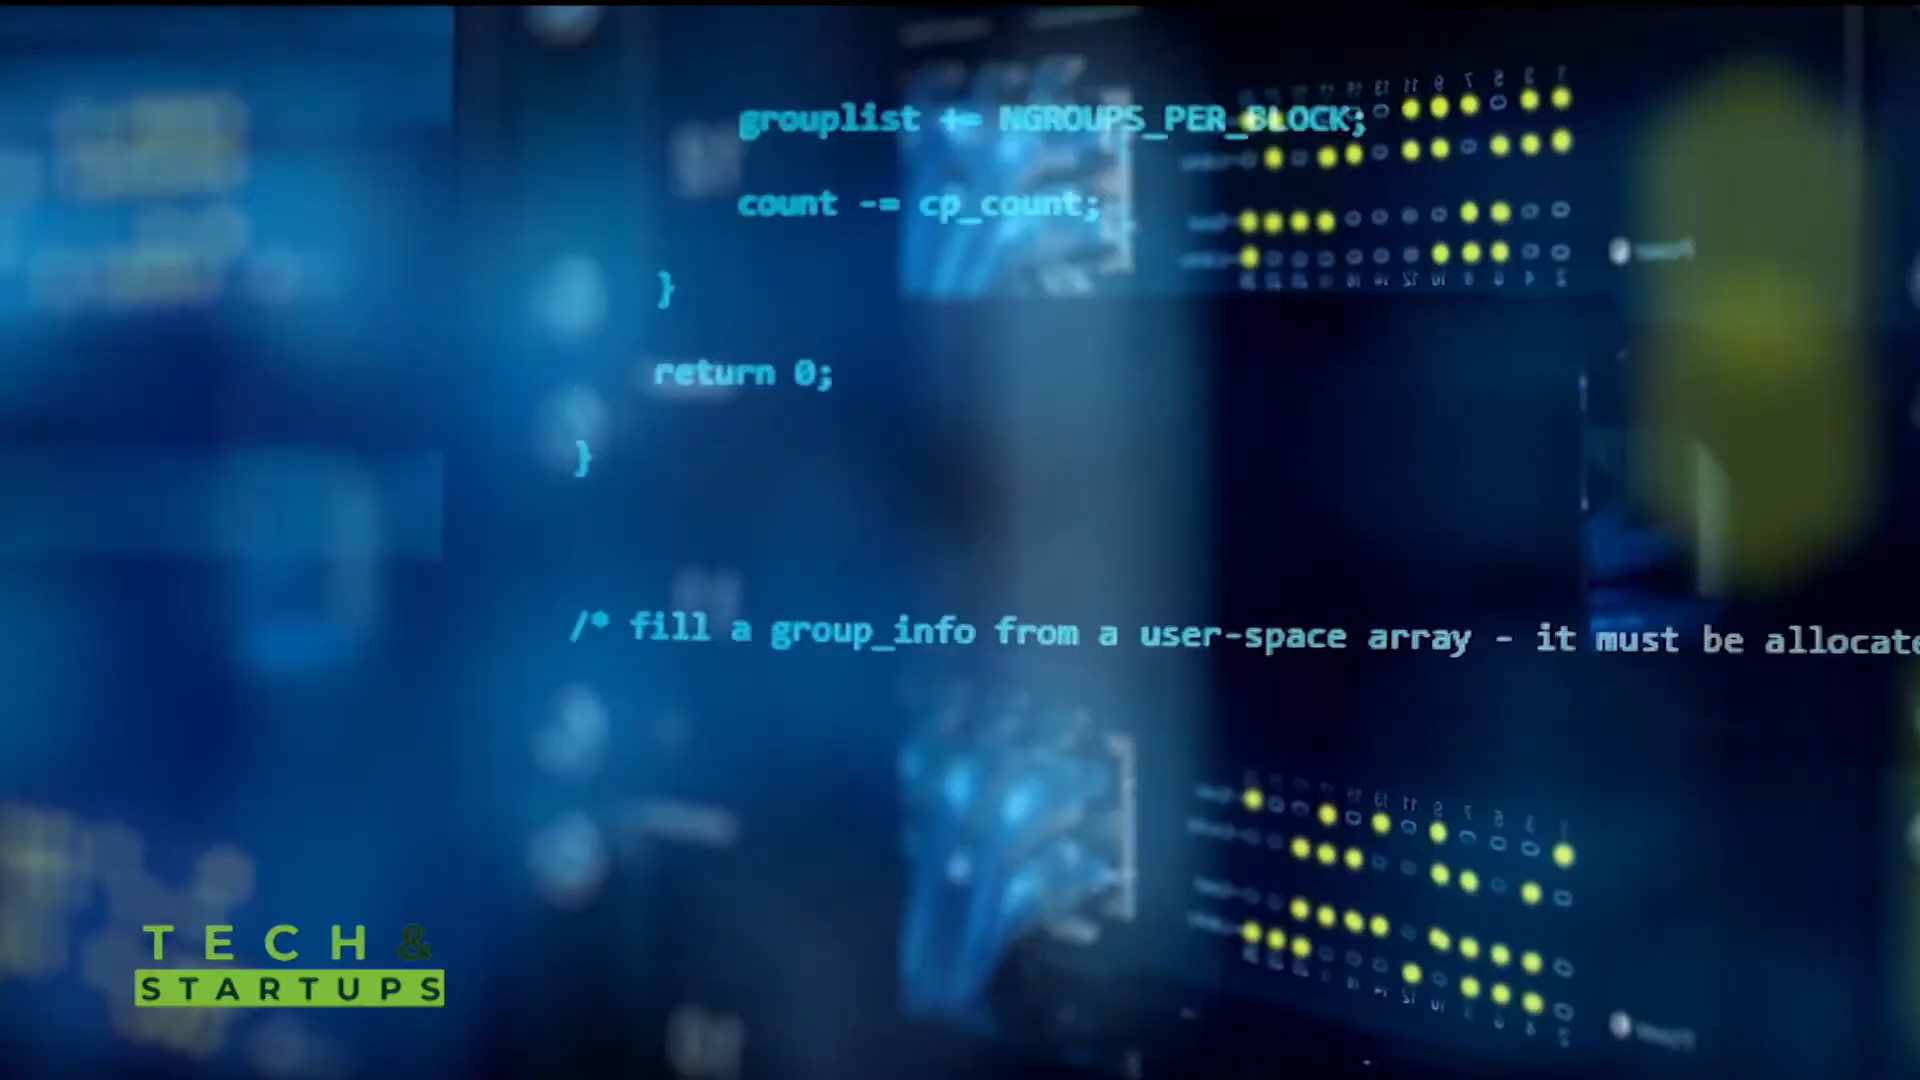 grouplist += NGROUPS_PER_BLOCK;
count -= cp_count;
}
return 0;
}
/* fill a group_info from a user-space array - it must be allocate
TECH &
STARTUPS